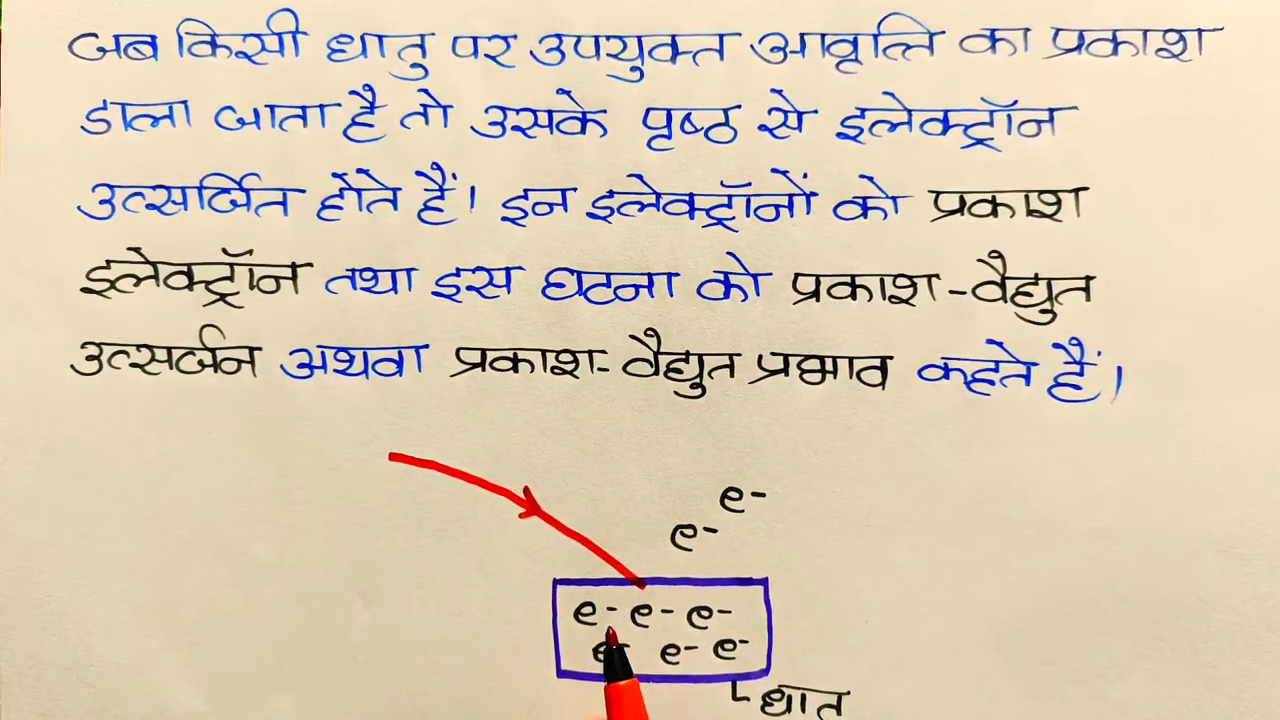 जब किसी धातु पर उपयुक्त आवृत्ति का प्रकाश
डाला जाता है तो उसके पृष्ठ से इलेक्ट्रॉन
उत्सर्जित होते हैं। इन इलेक्ट्रॉनों को प्रकाश
इलेक्ट्रॉन तथा इस घटना को प्रकाश-वैद्युत
उत्सर्जन अथवा प्रकाश-वैद्युत प्रभाव कहते हैं।
e-
e-
e- e- e-
e- e-